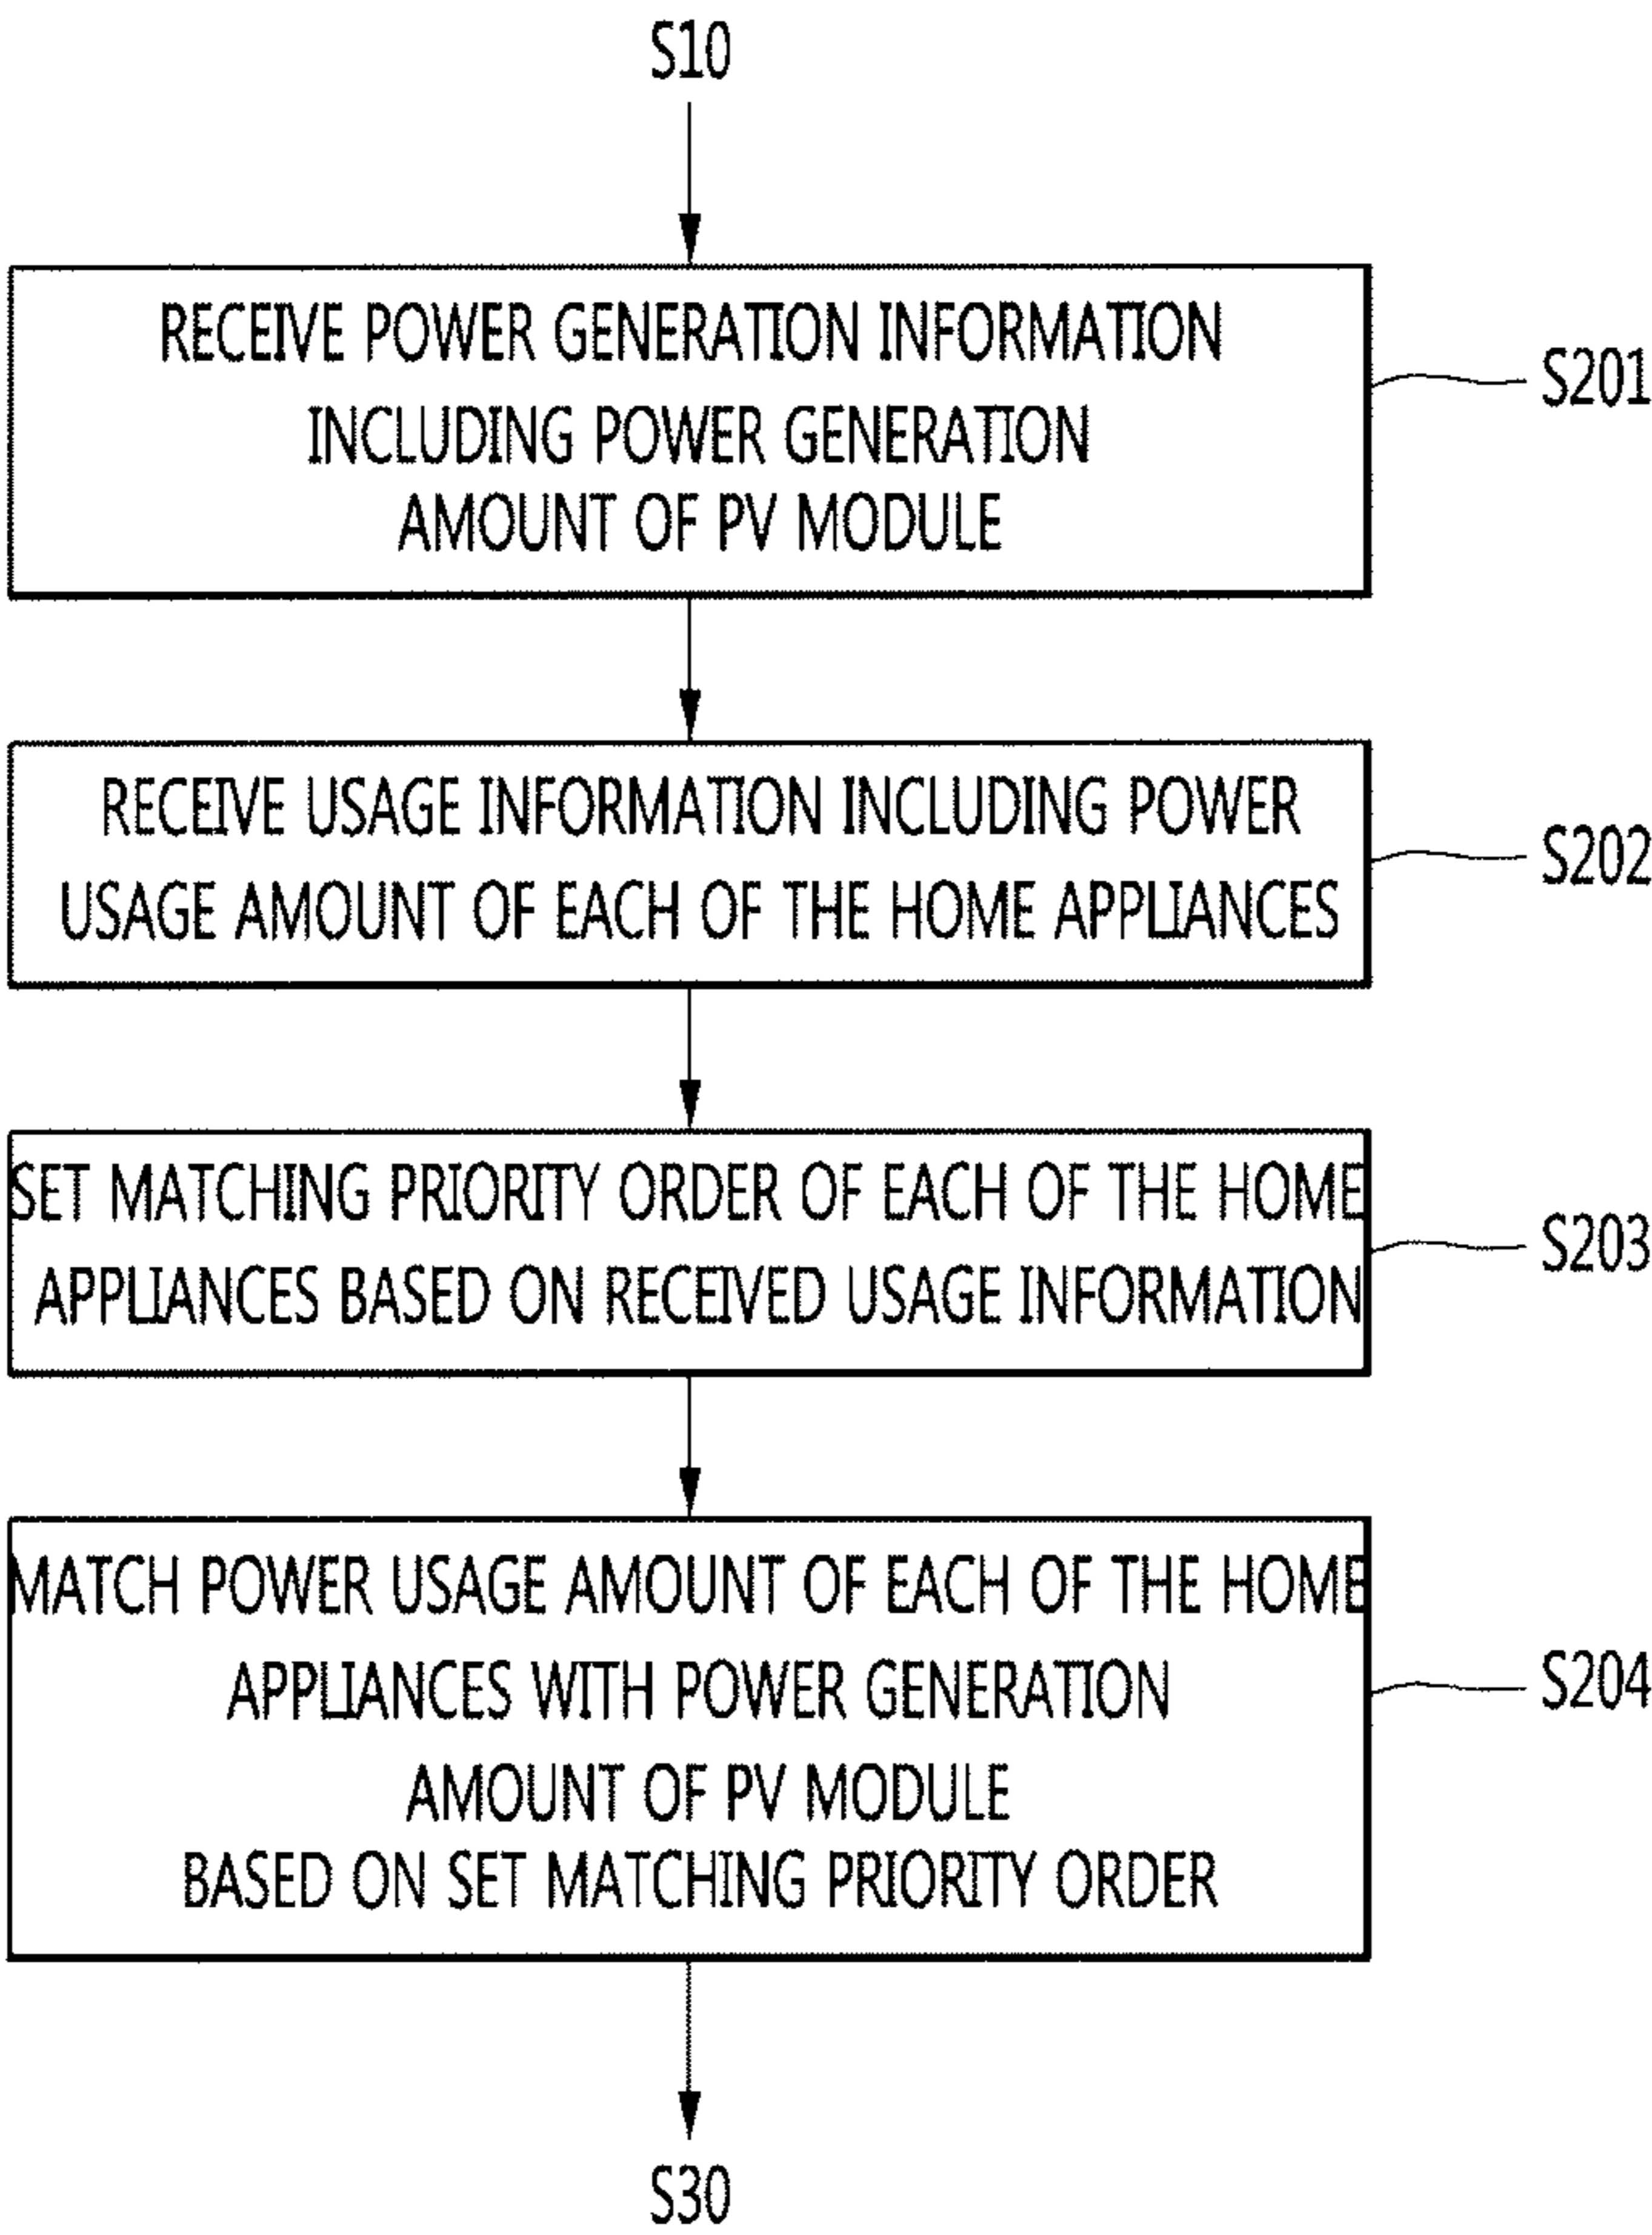 S10
RECEIVE POWER GENERATION INFORMATION
INCLUDING POWER GENERATION
AMOUNT OF PV MODULE
S201
RECEIVE USAGE INFORMATION INCLUDING POWER
USAGE AMOUNT OF EACH OF THE HOME APPLIANCES
S202
SET MATCHING PRIORITY ORDER OF EACH OF THE HOME
APPLIANCES BASED ON RECEIVED USAGE INFORMATION
S203
MATCH POWER USAGE AMOUNT OF EACH OF THE HOME
APPLIANCES WITH POWER GENERATION
AMOUNT OF PV MODULE
BASED ON SET MATCHING PRIORITY ORDER
S204
S30